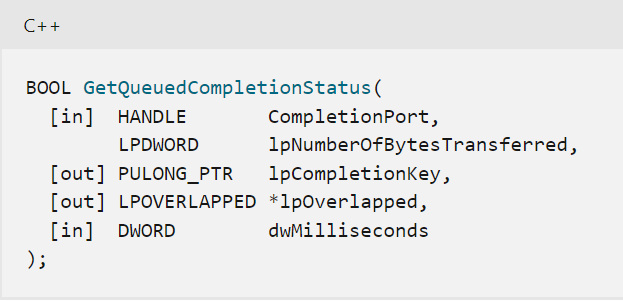 C++
BOOL GetQueuedCompletionStatus(
  [in]  HANDLE       CompletionPort,
        LPDWORD      lpNumberOfBytesTransferred,
  [out] PULONG_PTR   lpCompletionKey,
  [out] LPOVERLAPPED *lpOverlapped,
  [in]  DWORD        dwMilliseconds
);